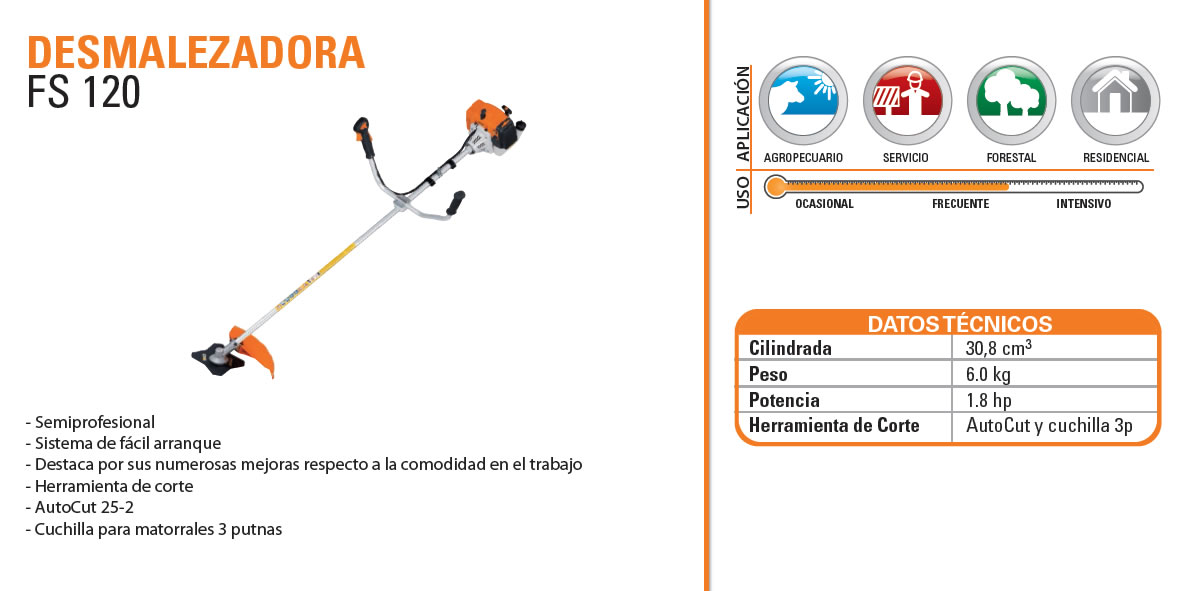 DESMALEZADORA
FS 120
- Semiprofesional
- Sistema de fácil arranque
- Destaca por sus numerosas mejoras respecto a la comodidad en el trabajo
- Herramienta de corte
- AutoCut 25-2
- Cuchilla para matorrales 3 putnas
APLICACIÓN
AGROPECUARIO SERVICIO FORESTAL RESIDENCIAL
USO
OCASIONAL FRECUENTE INTENSIVO
DATOS TÉCNICOS
Cilindrada 30,8 cm³
Peso 6.0 kg
Potencia 1.8 hp
Herramienta de Corte AutoCut y cuchilla 3p